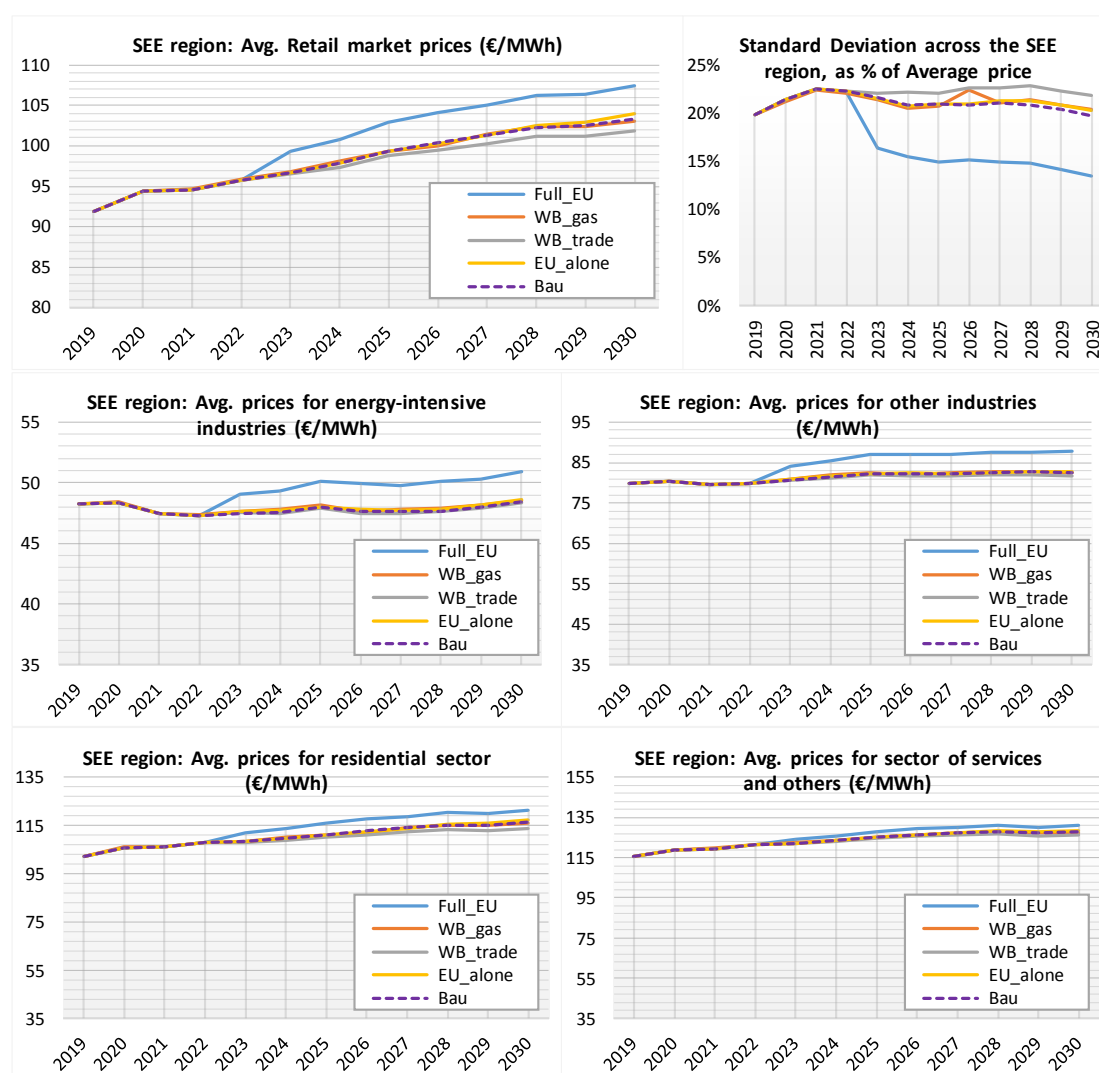 SEE region: Avg. Retail market prices (€/MWh)
110
105
100
95
90
85
80
Full_EU
WB_gas
WB_trade
EU_alone
Bau
2019 2020 2021 2022 2023 2024 2025 2026 2027 2028 2029 2030
Standard Deviation across the SEE
region, as % of Average price
25%
20%
15%
10%
5%
0%
2019 2020 2021 2022 2023 2024 2025 2026 2027 2028 2029 2030
SEE region: Avg. prices for energy-intensive
industries (€/MWh)
55
50
45
40
35
Full_EU
WB_gas
WB_trade
EU_alone
Bau
2019 2020 2021 2022 2023 2024 2025 2026 2027 2028 2029 2030
SEE region: Avg. prices for other industries
(€/MWh)
95
85
75
65
55
45
35
Full_EU
WB_gas
WB_trade
EU_alone
Bau
2019 2020 2021 2022 2023 2024 2025 2026 2027 2028 2029 2030
SEE region: Avg. prices for residential sector
(€/MWh)
135
115
95
75
55
35
Full_EU
WB_gas
WB_trade
EU_alone
Bau
2019 2020 2021 2022 2023 2024 2025 2026 2027 2028 2029 2030
SEE region: Avg. prices for sector of services
and others (€/MWh)
155
135
115
95
75
55
35
Full_EU
WB_gas
WB_trade
EU_alone
Bau
2019 2020 2021 2022 2023 2024 2025 2026 2027 2028 2029 2030